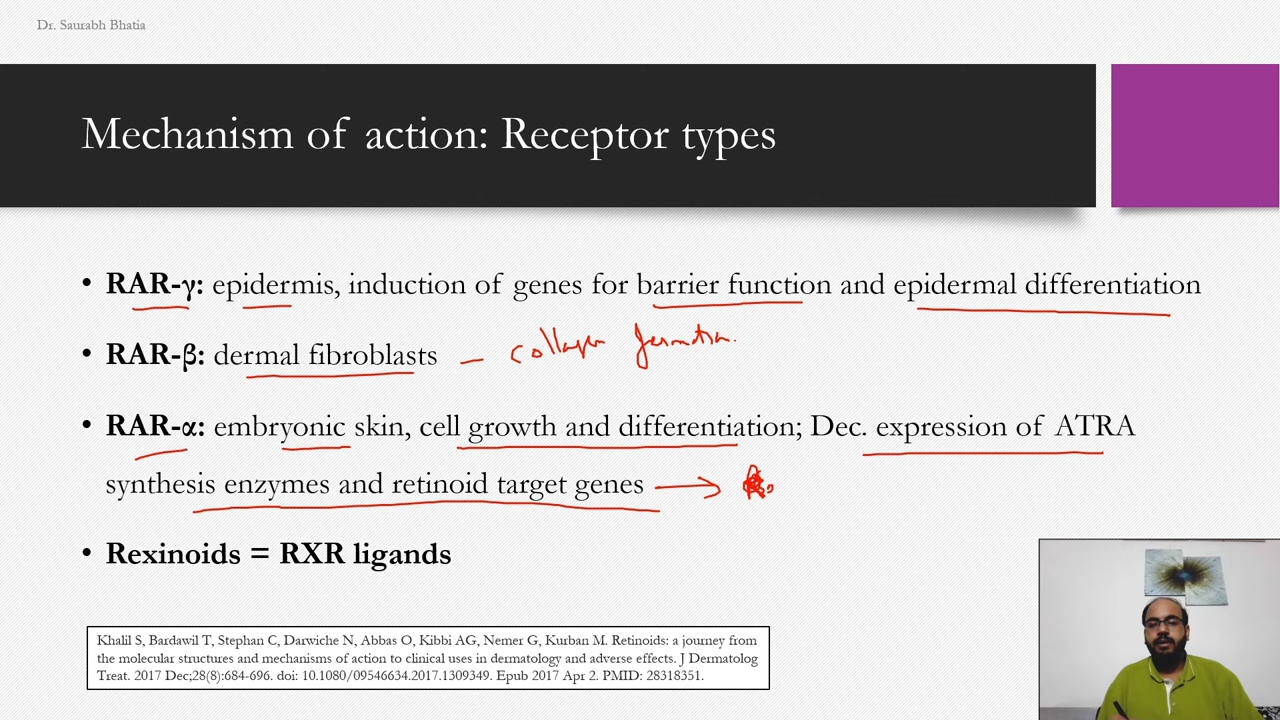 Dr. Saurabh Bhatia
Mechanism of action: Receptor types
• RAR-γ: epidermis, induction of genes for barrier function and epidermal differentiation
• RAR-β: dermal fibroblasts – collagen formation.
• RAR-α: embryonic skin, cell growth and differentiation; Dec. expression of ATRA
synthesis enzymes and retinoid target genes →
• Rexinoids = RXR ligands
Khalil S, Bardawil T, Stephan C, Darwiche N, Abbas O, Kibbi AG, Nemer G, Kurban M. Retinoids: a journey from
the molecular structures and mechanisms of action to clinical uses in dermatology and adverse effects. J Dermatolog
Treat. 2017 Dec;28(8):684-696. doi: 10.1080/09546634.2017.1309349. Epub 2017 Apr 2. PMID: 28318351.